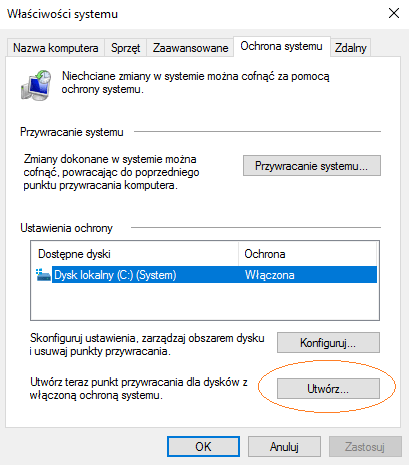 Właściwości systemu
Nazwa komputera Sprzęt Zaawansowane Ochrona systemu Zdalny
Niechciane zmiany w systemie można cofnąć za pomocą
ochrony systemu.
Przywracanie systemu
Zmiany dokonane w systemie można
cofnąć, powracając do poprzedniego
punktu przywracania komputera.
Przywracanie systemu...
Ustawienia ochrony
Dostępne dyski Ochrona
Dysk lokalny (C:) (System) Włączona
Skonfiguruj ustawienia, zarządzaj obszarem dysku
i usuwaj punkty przywracania.
Konfiguruj...
Utwórz teraz punkt przywracania dla dysków z
włączoną ochroną systemu.
Utwórz...
OK Anuluj Zastosuj